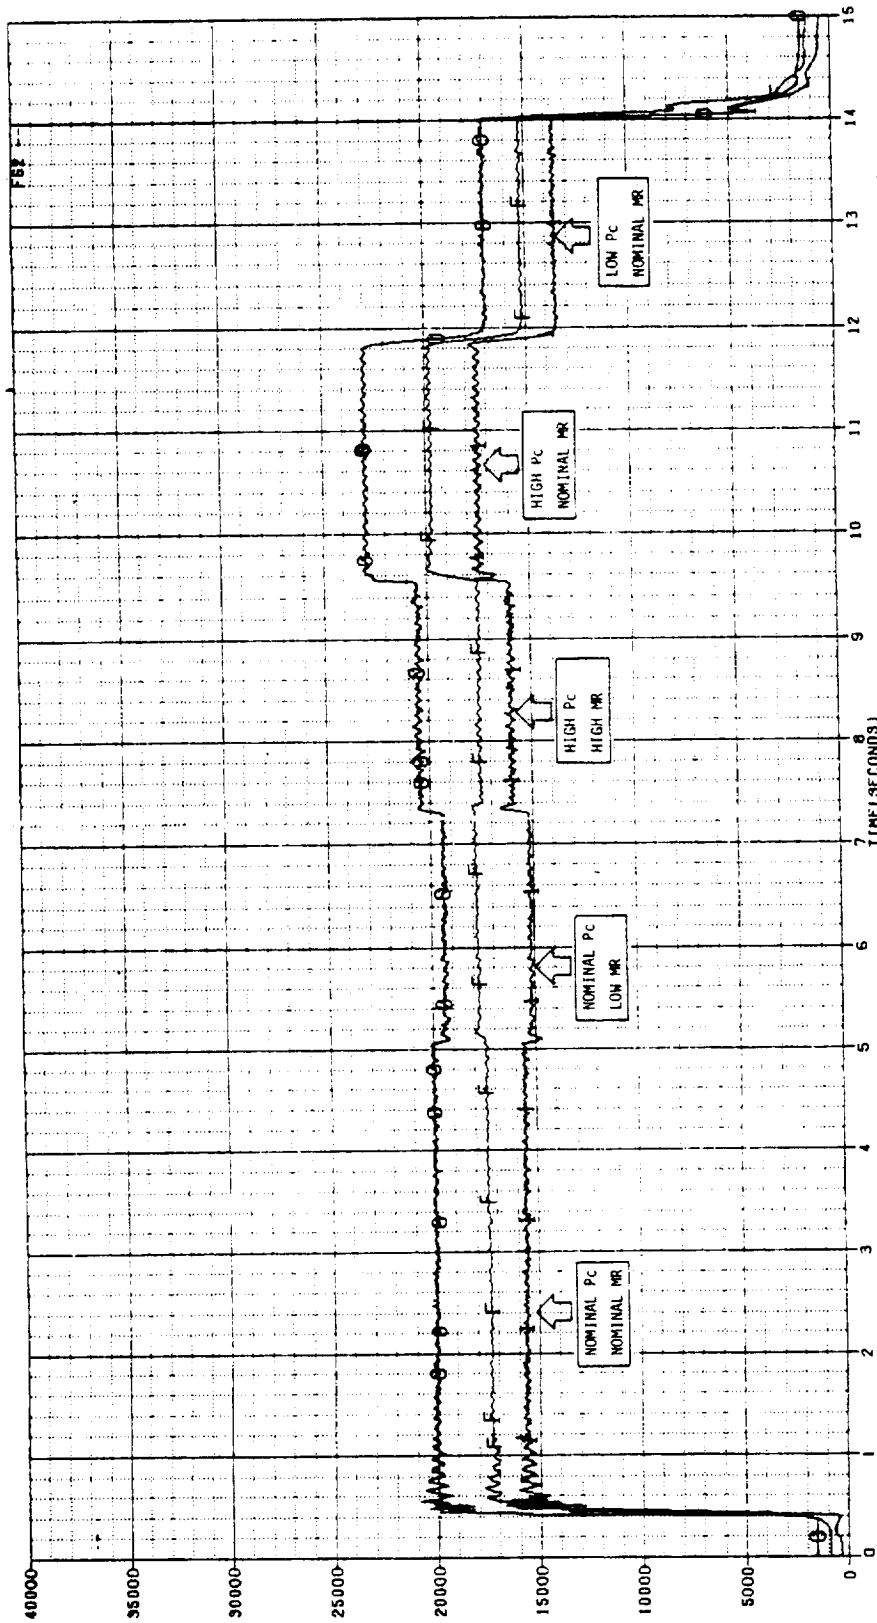 F62
40000
35000
30000
25000
20000
15000
10000
5000
0
NOMINAL Pc
NOMINAL MR
NOMINAL Pc
LOW MR
HIGH Pc
HIGH MR
HIGH Pc
NOMINAL MR
LOW Pc
NOMINAL MR
0
1
2
3
4
5
6
7
8
9
10
11
12
13
14
15
TIME(SECONDS)